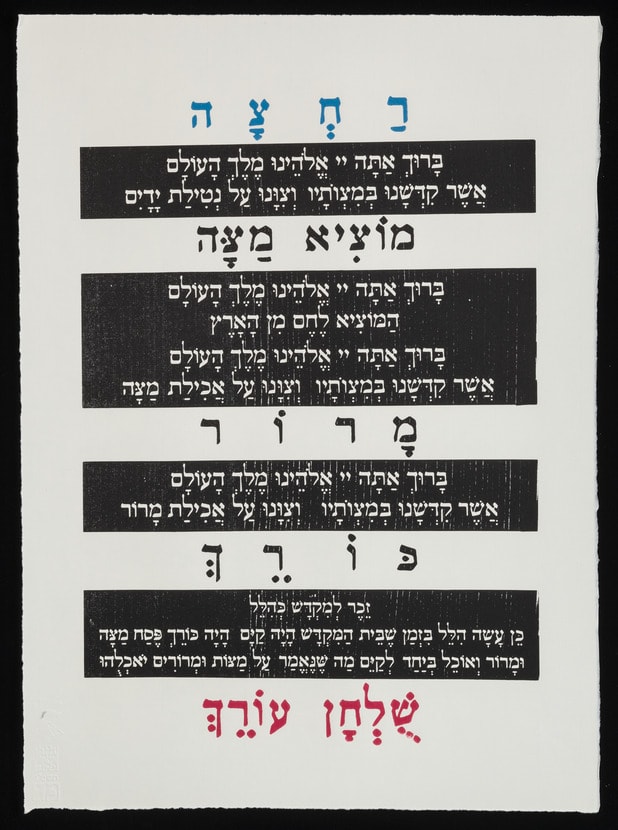 רַ חְ צָ ה
בָּרוּךְ אַתָּה יי אֱלֹהֵינוּ מֶלֶךְ הָעוֹלָם
אֲשֶׁר קִדְּשָׁנוּ בְּמִצְוֹתָיו וְצִוָּנוּ עַל נְטִילַת יָדַיִם
מוֹצִיא מַצָּה
בָּרוּךְ אַתָּה יי אֱלֹהֵינוּ מֶלֶךְ הָעוֹלָם
הַמּוֹצִיא לֶחֶם מִן הָאָרֶץ
בָּרוּךְ אַתָּה יי אֱלֹהֵינוּ מֶלֶךְ הָעוֹלָם
אֲשֶׁר קִדְּשָׁנוּ בְּמִצְוֹתָיו וְצִוָּנוּ עַל אֲכִילַת מַצָּה
מָ ר וֹ ר
בָּרוּךְ אַתָּה יי אֱלֹהֵינוּ מֶלֶךְ הָעוֹלָם
אֲשֶׁר קִדְּשָׁנוּ בְּמִצְוֹתָיו וְצִוָּנוּ עַל אֲכִילַת מָרוֹר
כּ וֹ רֵ ךְ
זֵכֶר לְמִקְדָּשׁ כְּהִלֵּל
כֵּן עָשָׂה הִלֵּל בִּזְמַן שֶׁבֵּית הַמִּקְדָּשׁ הָיָה קַיָּם הָיָה כּוֹרֵךְ פֶּסַח מַצָּה
וּמָרוֹר וְאוֹכֵל בְּיַחַד לְקַיֵּם מַה שֶּׁנֶּאֱמַר עַל מַצּוֹת וּמְרוֹרִים יֹאכְלֻהוּ
שֻׁלְחָן עוֹרֵךְ